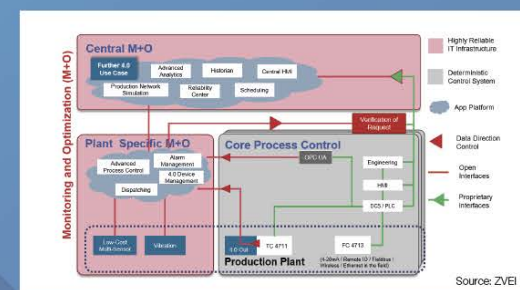 Central M+O
Further 4.0
Use Case
Advanced
Analytics
Historian
Central HMI
Production Network
Simulation
Reliability
Center
Scheduling
Monitoring and Optimization (M+O)
Verification of
Request
Plant Specific M+O
Alarm
Management
Advanced
Process Control
4.0 Device
Management
Dispatching
Low-Cost
Multi-Sensor
Vibration
Core Process Control
OPC UA
Engineering
HMI
DCS / PLC
4.0 Out
TC 4711
FC 4713
Production Plant
(4-20mA / Remote IO / Fieldbus /
Wireless / Ethernet in the field)
Highly Reliable
IT Infrastructure
Deterministic
Control System
App Platform
Data Direction
Control
Open
Interfaces
Proprietary
Interfaces
Source: ZVEI